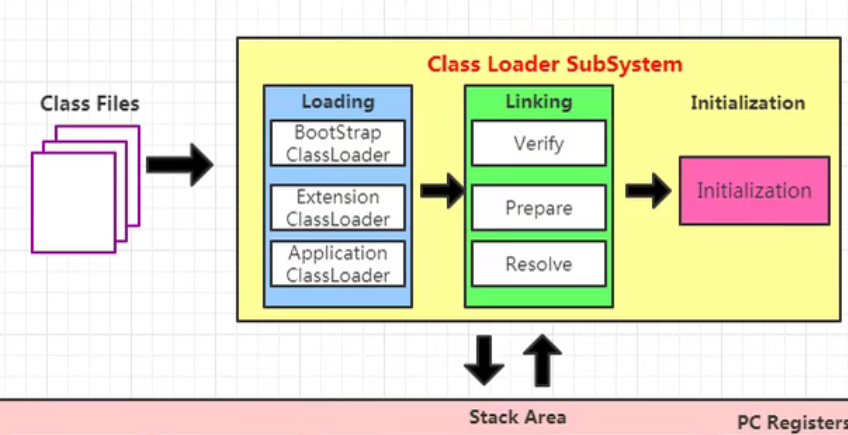 Class Loader SubSystem
Class Files
Loading
BootStrap
ClassLoader
Extension
ClassLoader
Application
ClassLoader
Linking
Verify
Prepare
Resolve
Initialization
Initialization
Stack Area
PC Registers